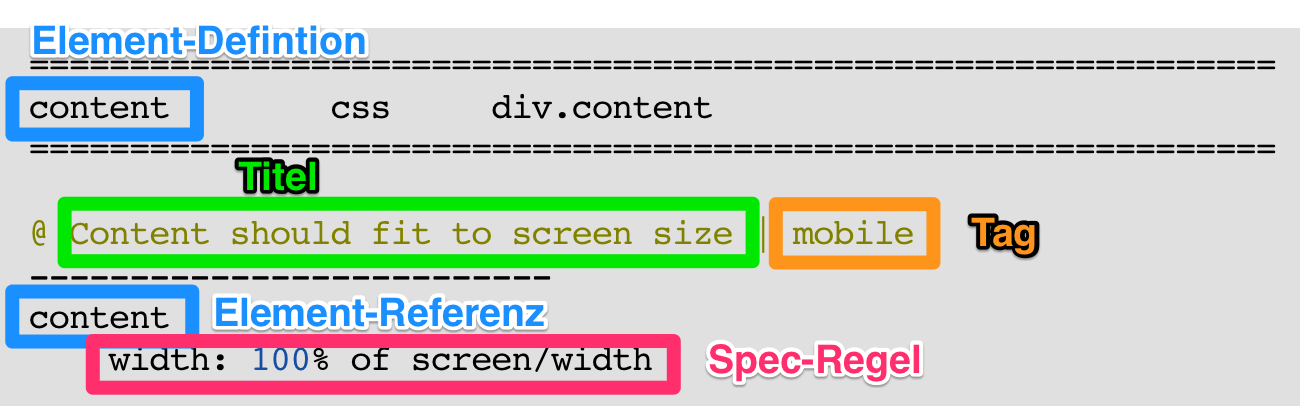 Element-Defintion
===============================================================
content css div.content
===============================================================
Titel
@ Content should fit to screen size | mobile Tag
--------------------------
content Element-Referenz
width: 100% of screen/width Spec-Regel